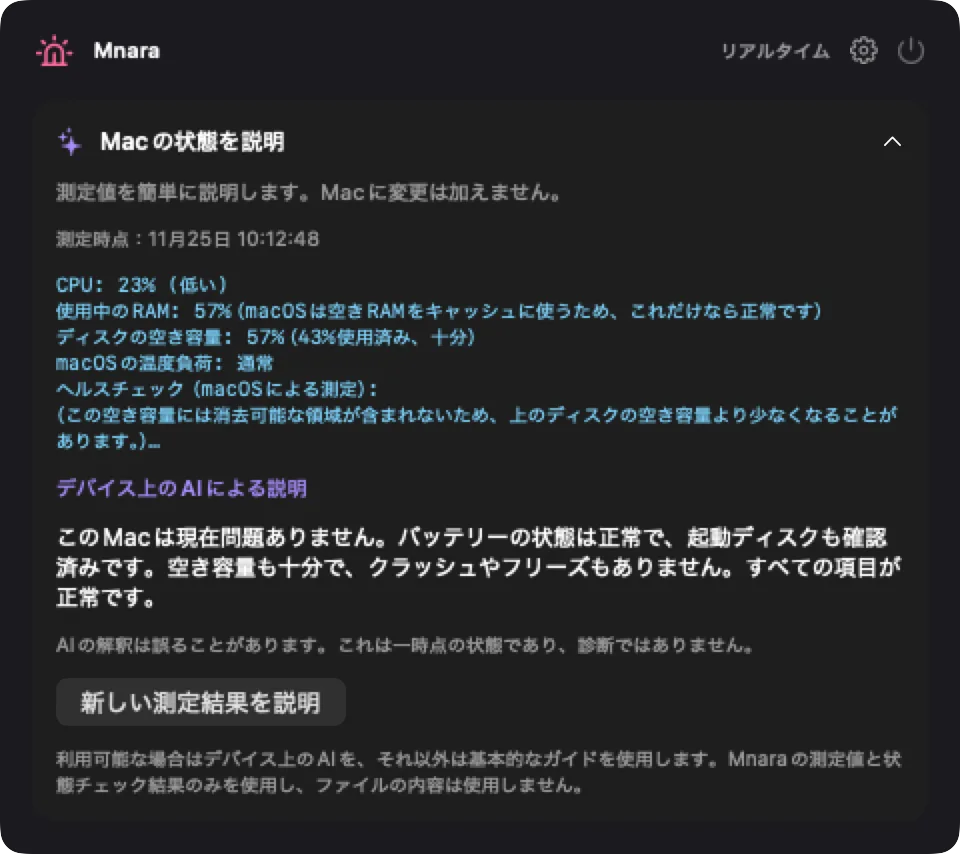 Mnara
リアルタイム
Macの状態を説明
測定値を簡単に説明します。Macに変更は加えません。
測定時点：11月25日 10:12:48
CPU: 23% (低い)
使用中のRAM: 57% (macOSは空きRAMをキャッシュに使うため、これだけなら正常です)
ディスクの空き容量: 57% (43%使用済み、十分)
macOSの温度負荷: 通常
ヘルスチェック (macOSによる測定):
(この空き容量には消去可能な領域が含まれないため、上のディスクの空き容量より少なくなることが
あります。)…
デバイス上のAIによる説明
このMacは現在問題ありません。バッテリーの状態は正常で、起動ディスクも確認
済みです。空き容量も十分で、クラッシュやフリーズもありません。すべての項目が
正常です。
AIの解釈は誤ることがあります。これは一時点の状態であり、診断ではありません。
新しい測定結果を説明
利用可能な場合はデバイス上のAIを、それ以外は基本的なガイドを使用します。Mnaraの測定値と状
態チェック結果のみを使用し、ファイルの内容は使用しません。